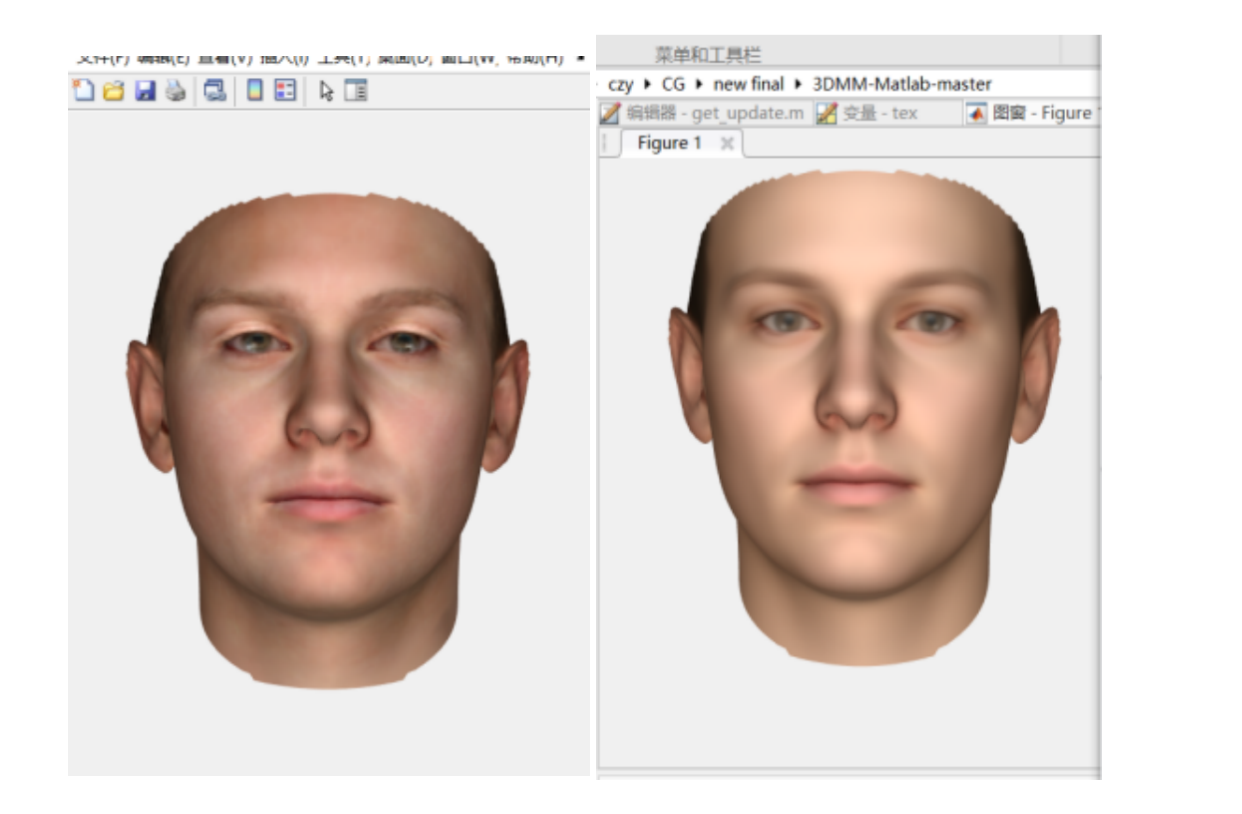 文件(F) 编辑(E) 查看(V) 插入(I) 工具(T) 桌面(D) 窗口(W) 帮助(H)
菜单和工具栏
czy ▸ CG ▸ new final ▸ 3DMM-Matlab-master
编辑器 - get_update.m 变量 - tex 图窗 - Figure
Figure 1